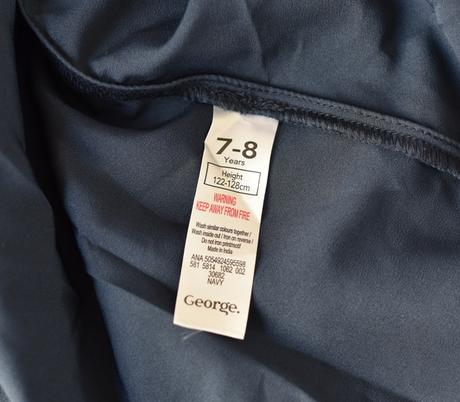 7-8
Years
Height
122-128cm
WARNING
KEEP AWAY FROM FIRE
Wash similar colours together /
Wash inside out / Iron on reverse /
Do not iron print/motif
Made in India
ANA 5054924595598
581 5814 1062 002
30682
NAVY
George.